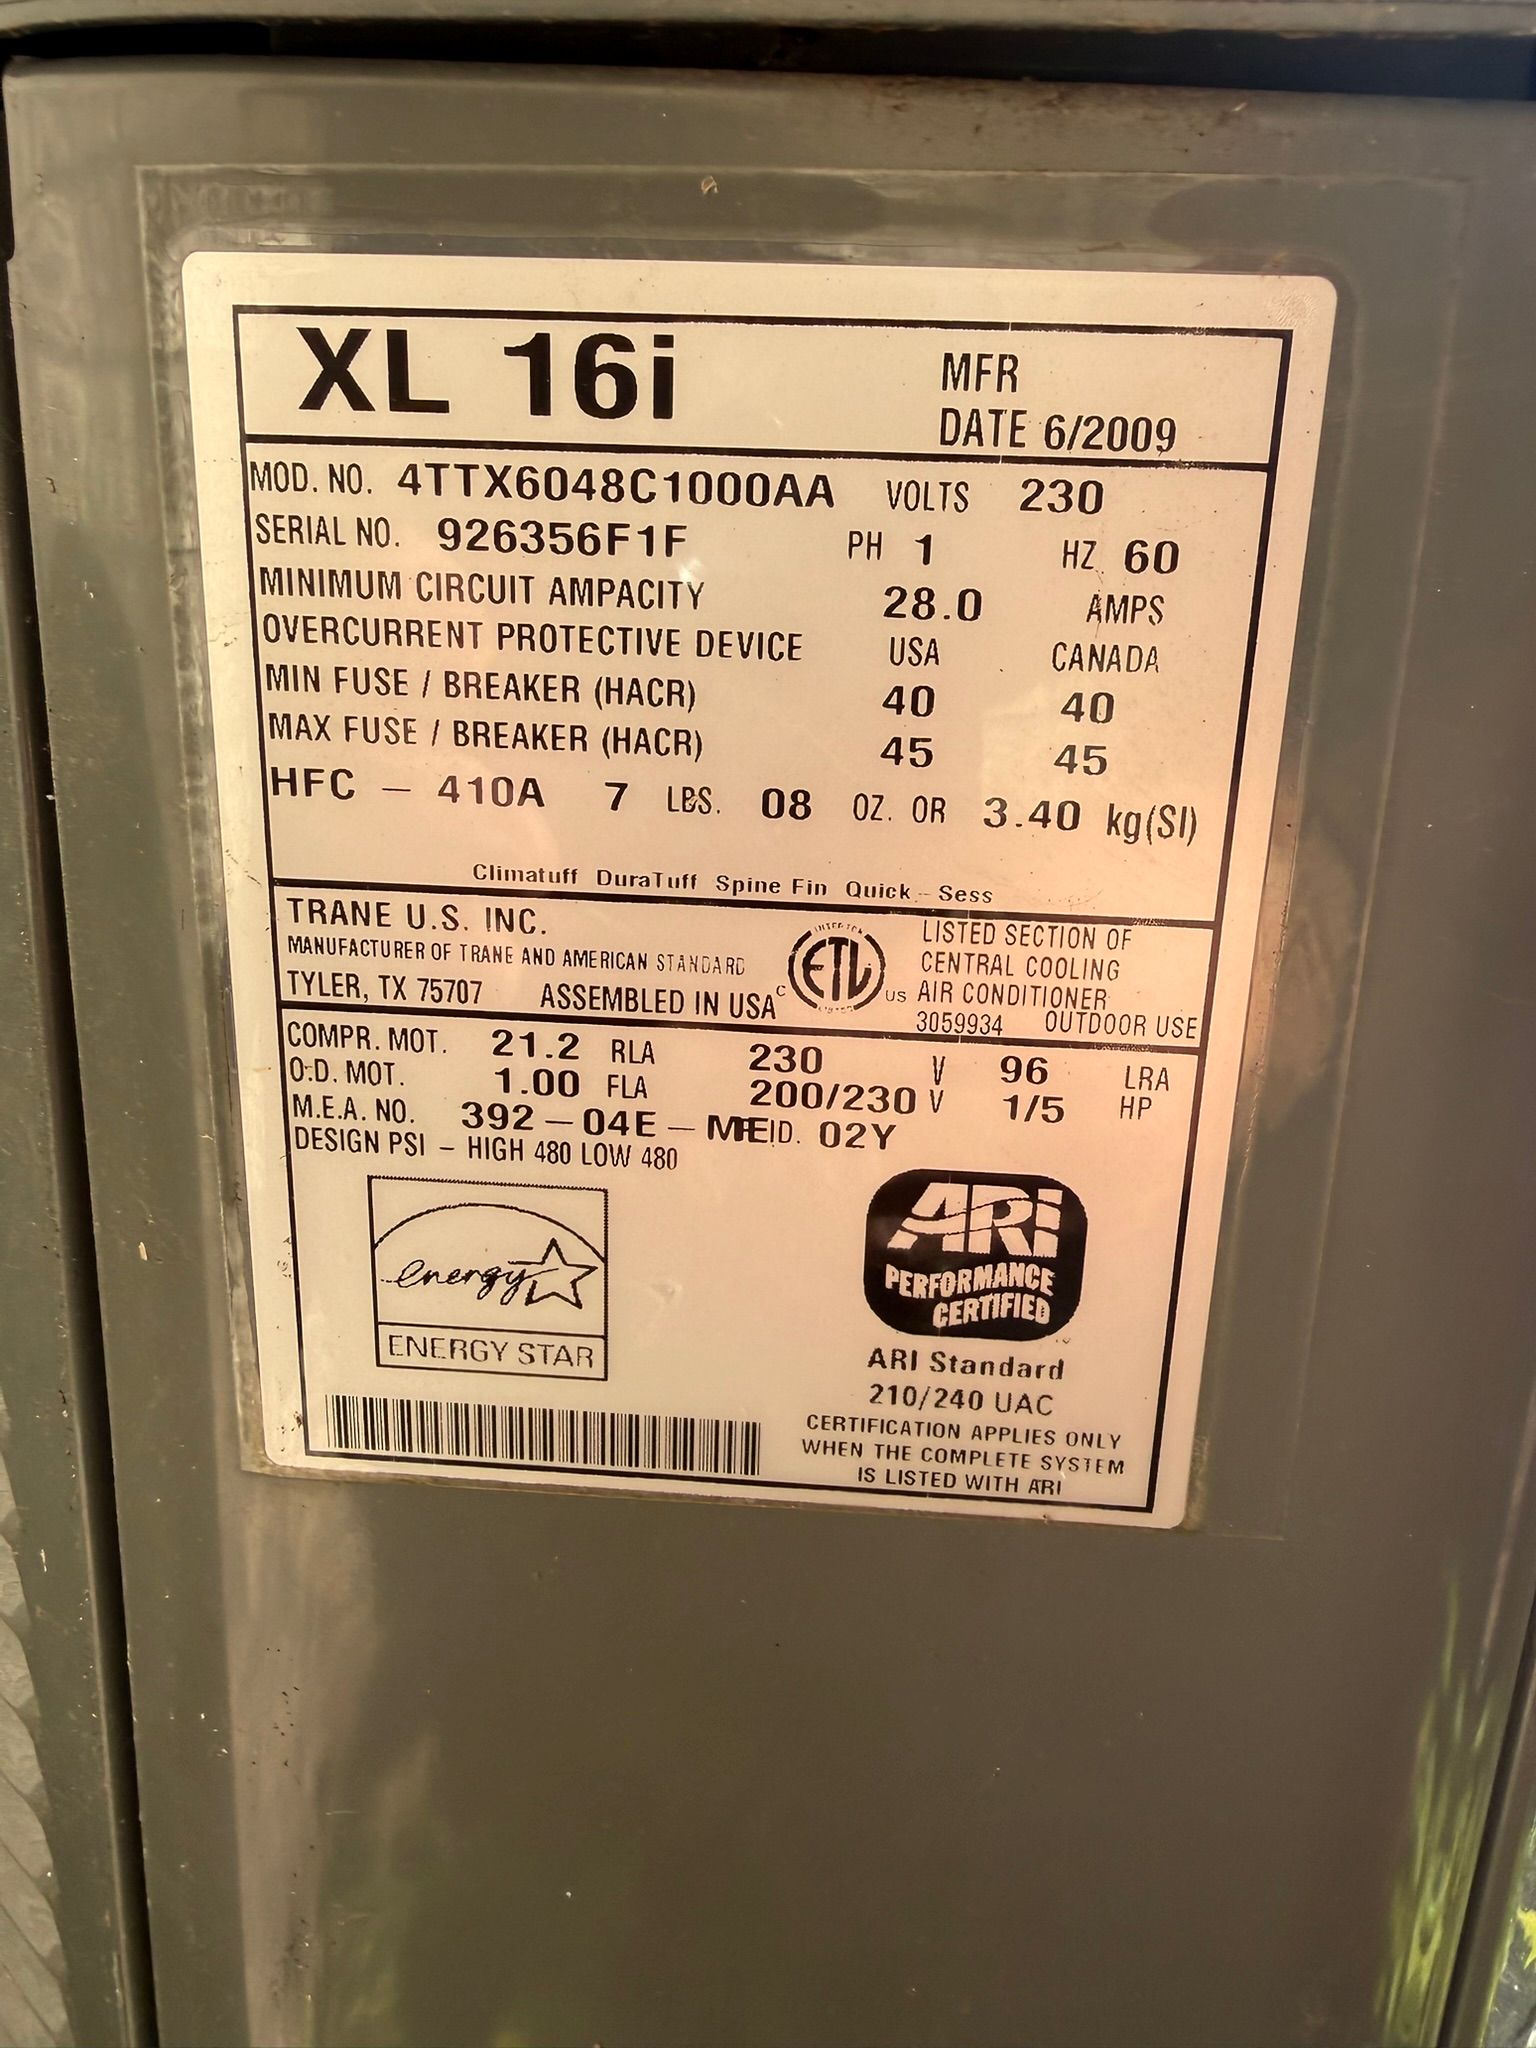 XL 16i
MFR
DATE 6/2009
MOD. NO. 4TTX6048C1000AA VOLTS 230
SERIAL NO. 926356F1F PH 1 HZ 60
MINIMUM CIRCUIT AMPACITY 28.0 AMPS
OVERCURRENT PROTECTIVE DEVICE USA CANADA
MIN FUSE / BREAKER (HACR) 40 40
MAX FUSE / BREAKER (HACR) 45 45
HFC - 410A 7 LBS. 08 OZ. OR 3.40 kg(SI)
Climatuff DuraTuff Spine Fin Quick - Sess
TRANE U.S. INC.
MANUFACTURER OF TRANE AND AMERICAN STANDARD
TYLER, TX 75707 ASSEMBLED IN USA
INTERTEK
C ETL US
LISTED
LISTED SECTION OF
CENTRAL COOLING
AIR CONDITIONER
3059934 OUTDOOR USE
COMPR. MOT. 21.2 RLA 230 V 96 LRA
O.D. MOT. 1.00 FLA 200/230 V 1/5 HP
M.E.A. NO. 392-04E-MEID. 02Y
DESIGN PSI - HIGH 480 LOW 480
energy
ENERGY STAR
ARi
PERFORMANCE
CERTIFIED
ARI Standard
210/240 UAC
CERTIFICATION APPLIES ONLY
WHEN THE COMPLETE SYSTEM
IS LISTED WITH ARI